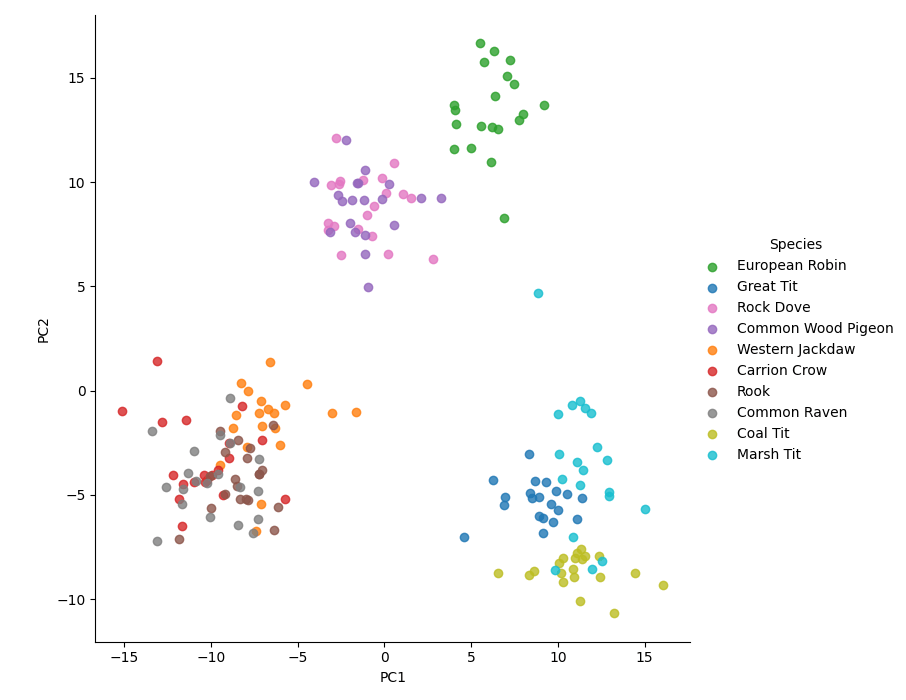 15
10
5
0
−5
−10
PC2
−15
−10
−5
0
5
10
15
PC1
Species
European Robin
Great Tit
Rock Dove
Common Wood Pigeon
Western Jackdaw
Carrion Crow
Rook
Common Raven
Coal Tit
Marsh Tit